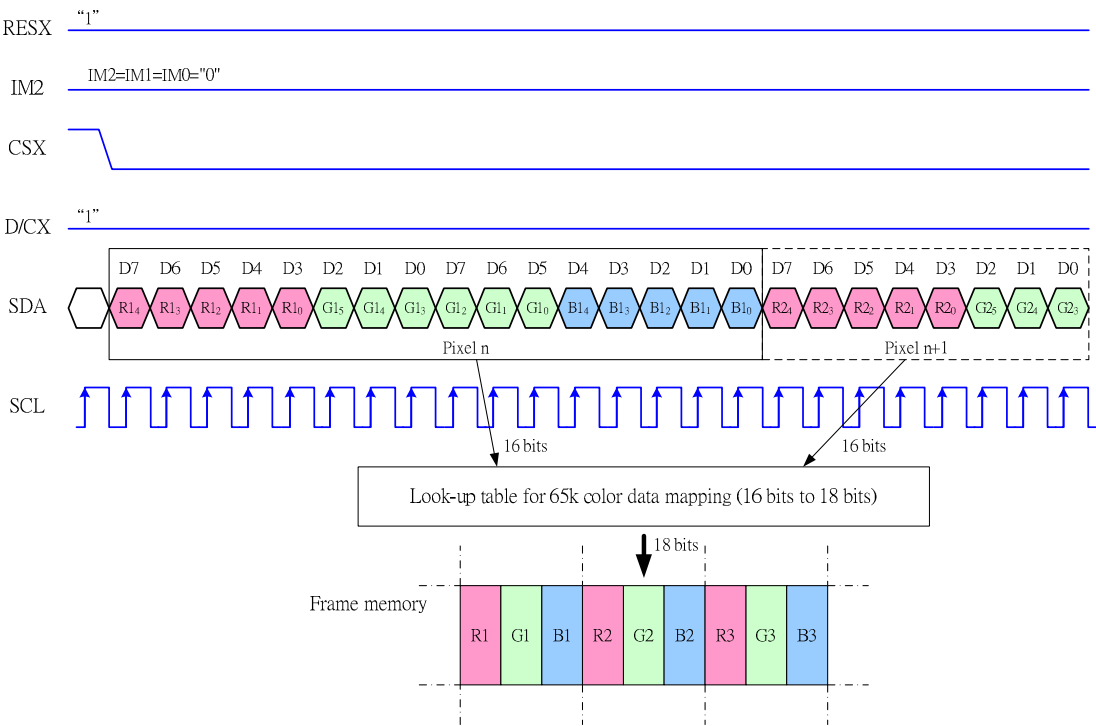 RESX "1"
IM2 IM2=IM1=IM0="0"
CSX
D/CX "1"
D7 D6 D5 D4 D3 D2 D1 D0 D7 D6 D5 D4 D3 D2 D1 D0 D7 D6 D5 D4 D3 D2 D1 D0
SDA R1₄ R1₃ R1₂ R1₁ R1₀ G1₅ G1₄ G1₃ G1₂ G1₁ G1₀ B1₄ B1₃ B1₂ B1₁ B1₀ R2₄ R2₃ R2₂ R2₁ R2₀ G2₅ G2₄ G2₃
Pixel n Pixel n+1
SCL
16 bits 16 bits
Look-up table for 65k color data mapping (16 bits to 18 bits)
18 bits
Frame memory
R1 G1 B1 R2 G2 B2 R3 G3 B3